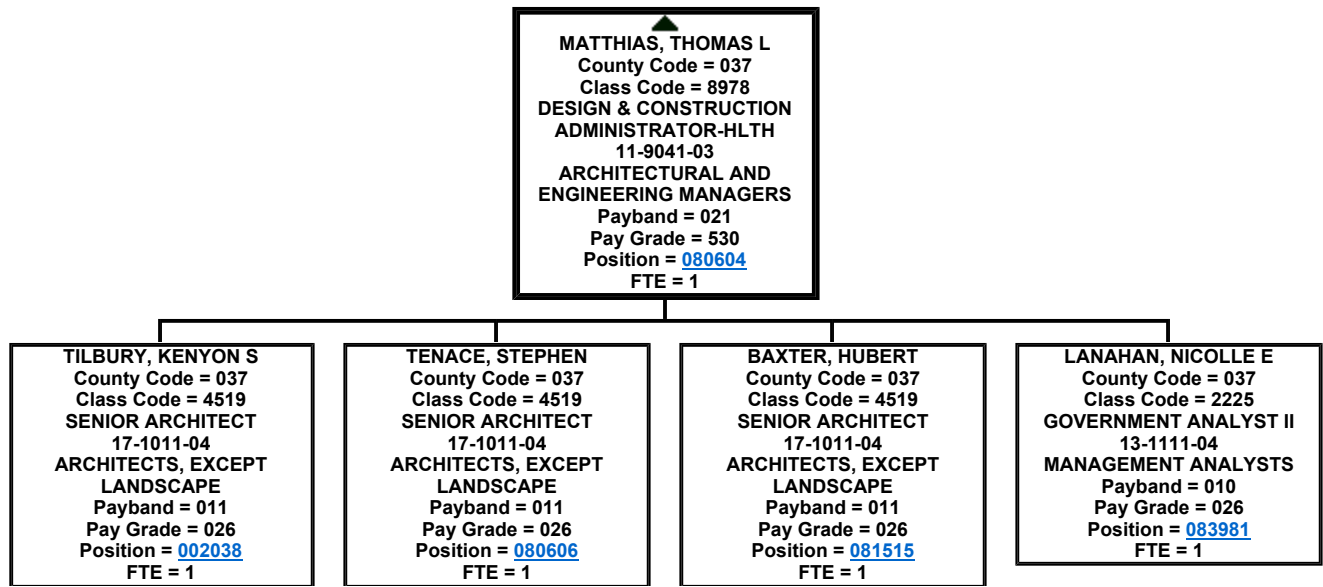 MATTHIAS, THOMAS L
County Code = 037
Class Code = 8978
DESIGN & CONSTRUCTION
ADMINISTRATOR-HLTH
11-9041-03
ARCHITECTURAL AND
ENGINEERING MANAGERS
Payband = 021
Pay Grade = 530
Position = 080604
FTE = 1
TILBURY, KENYON S
County Code = 037
Class Code = 4519
SENIOR ARCHITECT
17-1011-04
ARCHITECTS, EXCEPT
LANDSCAPE
Payband = 011
Pay Grade = 026
Position = 002038
FTE = 1
TENACE, STEPHEN
County Code = 037
Class Code = 4519
SENIOR ARCHITECT
17-1011-04
ARCHITECTS, EXCEPT
LANDSCAPE
Payband = 011
Pay Grade = 026
Position = 080606
FTE = 1
BAXTER, HUBERT
County Code = 037
Class Code = 4519
SENIOR ARCHITECT
17-1011-04
ARCHITECTS, EXCEPT
LANDSCAPE
Payband = 011
Pay Grade = 026
Position = 081515
FTE = 1
LANAHAN, NICOLLE E
County Code = 037
Class Code = 2225
GOVERNMENT ANALYST II
13-1111-04
MANAGEMENT ANALYSTS
Payband = 010
Pay Grade = 026
Position = 083981
FTE = 1